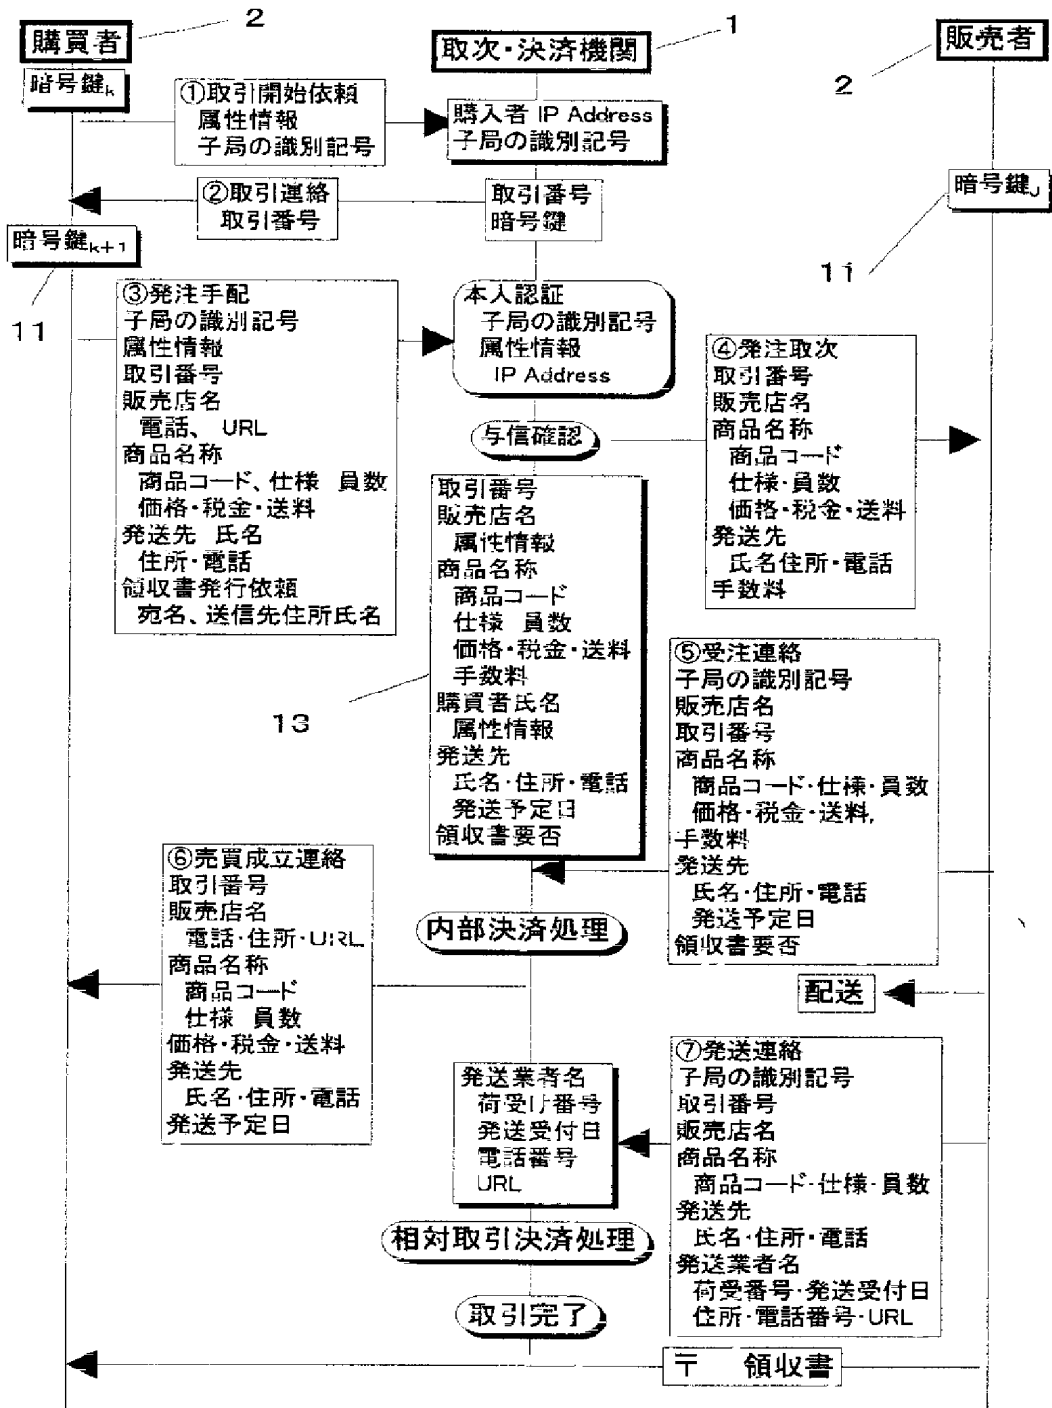 2
1
購買者
取次・決済機関
販売者
2
暗号鍵k
①取引開始依頼
属性情報
子局の識別記号
購入者 IP Address
子局の識別記号
②取引連絡
取引番号
取引番号
暗号鍵
暗号鍵J
暗号鍵k+1
11
11
③発注手配
子局の識別記号
属性情報
取引番号
販売店名
電話、 URL
商品名称
商品コード、仕様 員数
価格・税金・送料
発送先 氏名
住所・電話
領収書発行依頼
宛名、送信先住所氏名
本人認証
子局の識別記号
属性情報
IP Address
与信確認
④発注取次
取引番号
販売店名
商品名称
商品コード
仕様・員数
価格・税金・送料
発送先
氏名住所・電話
手数料
取引番号
販売店名
属性情報
商品名称
商品コード
仕様 員数
価格・税金・送料
手数料
購買者氏名
属性情報
発送先
氏名・住所・電話
発送予定日
領収書要否
13
⑤受注連絡
子局の識別記号
販売店名
取引番号
商品名称
商品コード・仕様・員数
価格・税金・送料,
手数料
発送先
氏名・住所・電話
発送予定日
領収書要否
⑥売買成立連絡
取引番号
販売店名
電話・住所・URL
商品名称
商品コード
仕様 員数
価格・税金・送料
発送先
氏名・住所・電話
発送予定日
内部決済処理
配送
発送業者名
荷受け番号
発送受付日
電話番号
URL
⑦発送連絡
子局の識別記号
取引番号
販売店名
商品名称
商品コード・仕様・員数
発送先
氏名・住所・電話
発送業者名
荷受番号・発送受付日
住所・電話番号・URL
相対取引決済処理
取引完了
〒 領収書